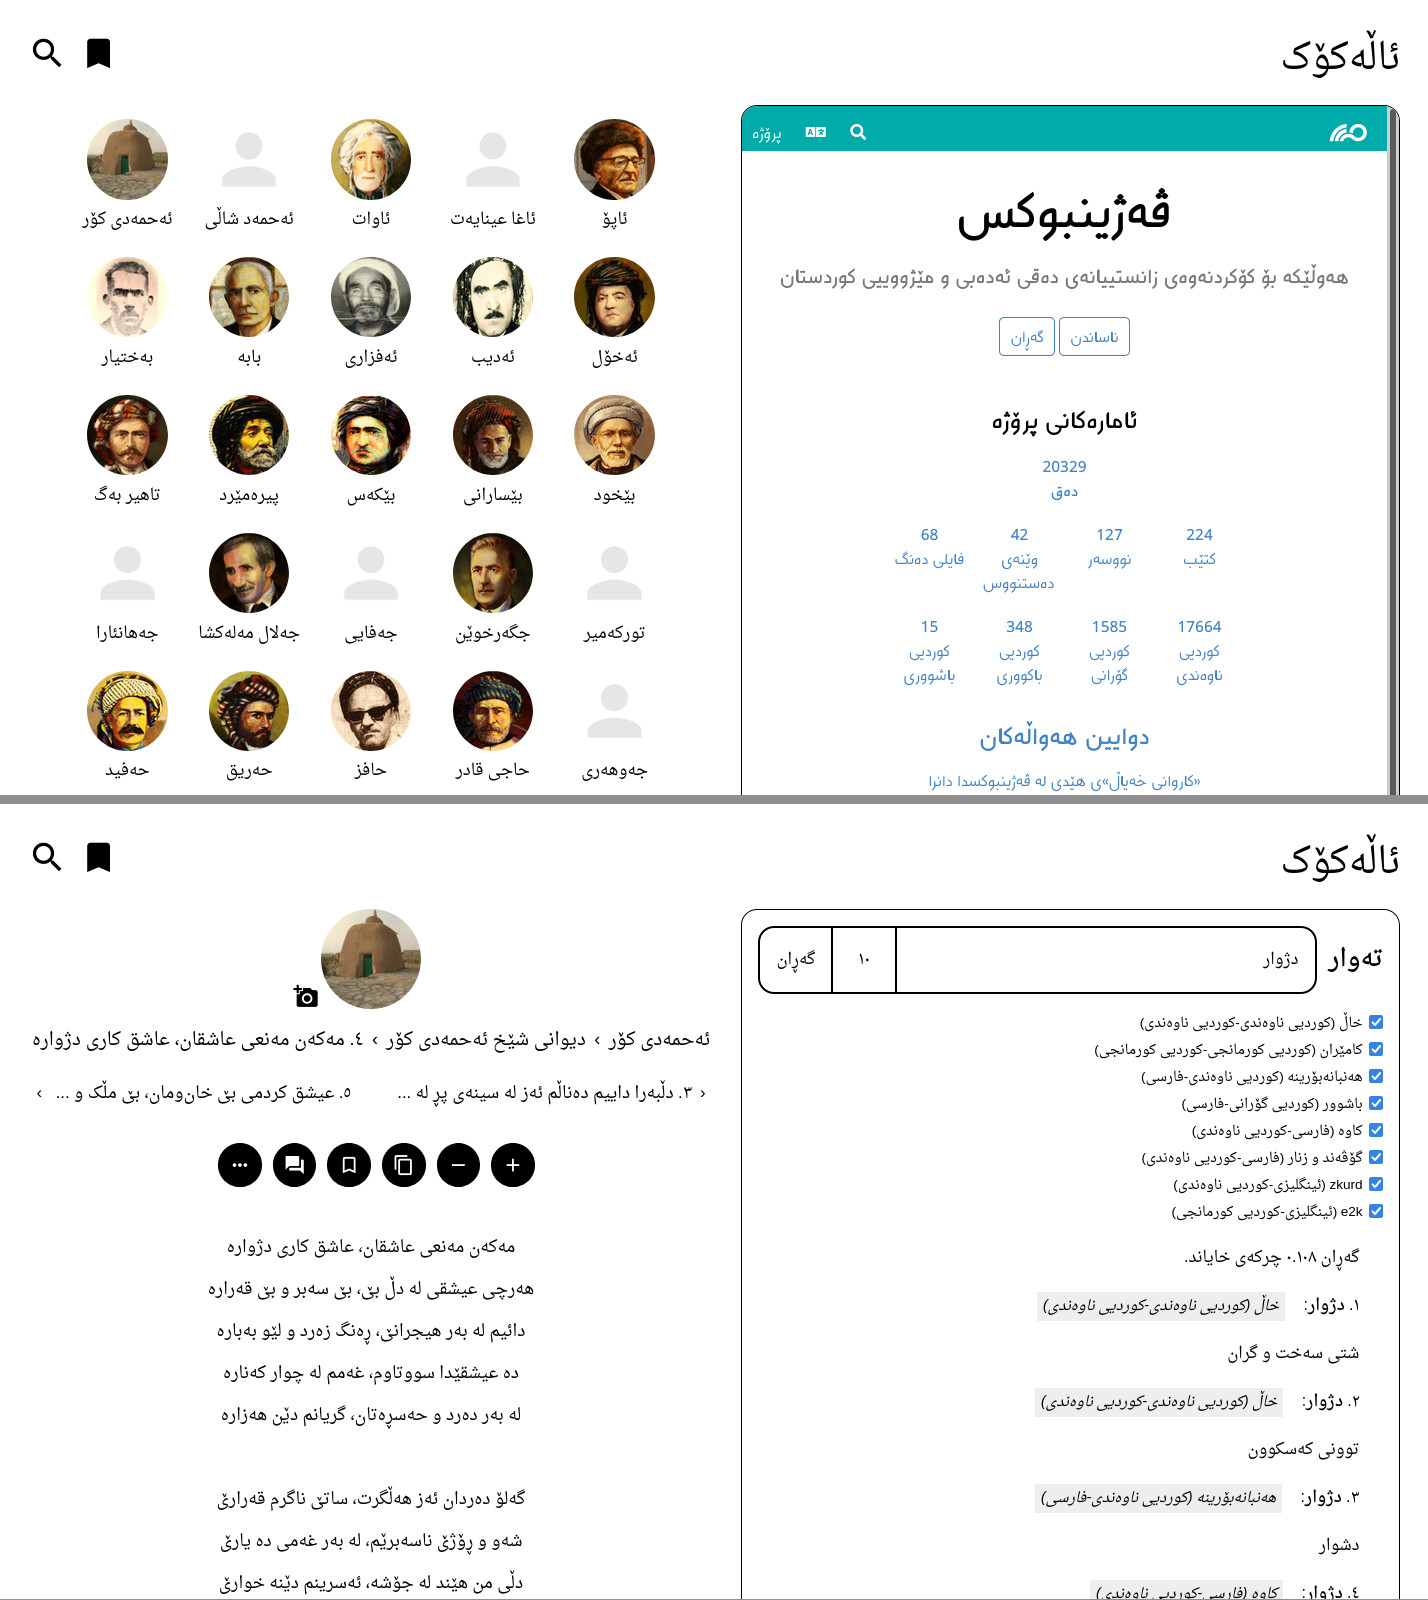 ئاڵەکۆک
پرۆژە
ڤەژینبوکس
هەوڵێکە بۆ کۆکردنەوەی زانستییانەی دەقی ئەدەبی و مێژوویی کوردستان
ناساندن
گەڕان
ئامارەکانی پرۆژە
20329
دەق
224 127 42 68
کتێب نووسەر وێنەی فایلی دەنگ
دەستنووس
17664 1585 348 15
کوردیی کوردیی کوردیی کوردیی
ناوەندی گۆرانی باکووری باشووری
دوایین هەواڵەکان
«کاروانی خەیاڵ»ی هێدی لە ڤەژینبوکسدا دانرا
ئاپۆ ئاغا عینایەت ئاوات ئەحمەد شاڵی ئەحمەدی کۆر
ئەخۆل ئەدیب ئەفزاری بابە بەختیار
بێخود بێسارانی بێکەس پیرەمێرد تاهیر بەگ
تورکەمیر جگەرخوێن جەفایی جەلال مەلەکشا جەهانئارا
جەوهەری حاجی قادر حافز حەریق حەفید
ئاڵەکۆک
تەوار
دژوار
١٠
گەڕان
خاڵ (کوردیی ناوەندی-کوردیی ناوەندی)
کامێران (کوردیی کورمانجی-کوردیی کورمانجی)
هەنبانەبۆرینە (کوردیی ناوەندی-فارسی)
باشوور (کوردیی گۆرانی-فارسی)
کاوە (فارسی-کوردیی ناوەندی)
گۆڤەند و زنار (فارسی-کوردیی ناوەندی)
zkurd (ئینگلیزی-کوردیی ناوەندی)
e2k (ئینگلیزی-کوردیی کورمانجی)
گەڕان ٠.١٠٨ چرکەی خایاند.
١. دژوار: خاڵ (کوردیی ناوەندی-کوردیی ناوەندی)
شتی سەخت و گران
٢. دژوار: خاڵ (کوردیی ناوەندی-کوردیی ناوەندی)
توونی کەسکوون
٣. دژوار: هەنبانەبۆرینە (کوردیی ناوەندی-فارسی)
دشوار
٤. دژوار: کاوە (فارسی-کوردیی ناوەندی)
ئەحمەدی کۆر › دیوانی شێخ ئەحمەدی کۆر › ٤. مەکەن مەنعی عاشقان، عاشق کاری دژوارە
‹ ٣. دڵبەرا داییم دەناڵم ئەز لە سینەی پڕ لە ...
٥. عیشق کردمی بێ خان‌ومان، بێ مڵک و ... ›
مەکەن مەنعی عاشقان، عاشق کاری دژوارە
هەرچی عیشقی لە دڵ بێ، بێ سەبر و بێ قەرارە
دائیم لە بەر هیجرانێ، ڕەنگ زەرد و لێو بەبارە
دە عیشقێدا سووتاوم، غەمم لە چوار کەنارە
لە بەر دەرد و حەسڕەتان، گریانم دێن هەزارە
گەلۆ دەردان ئەز هەڵگرت، ساتێ ناگرم قەرارێ
شەو و ڕۆژێ ناسەبرێم، لە بەر غەمی دە یارێ
دڵی من هێند لە جۆشە، ئەسرینم دێنە خوارێ